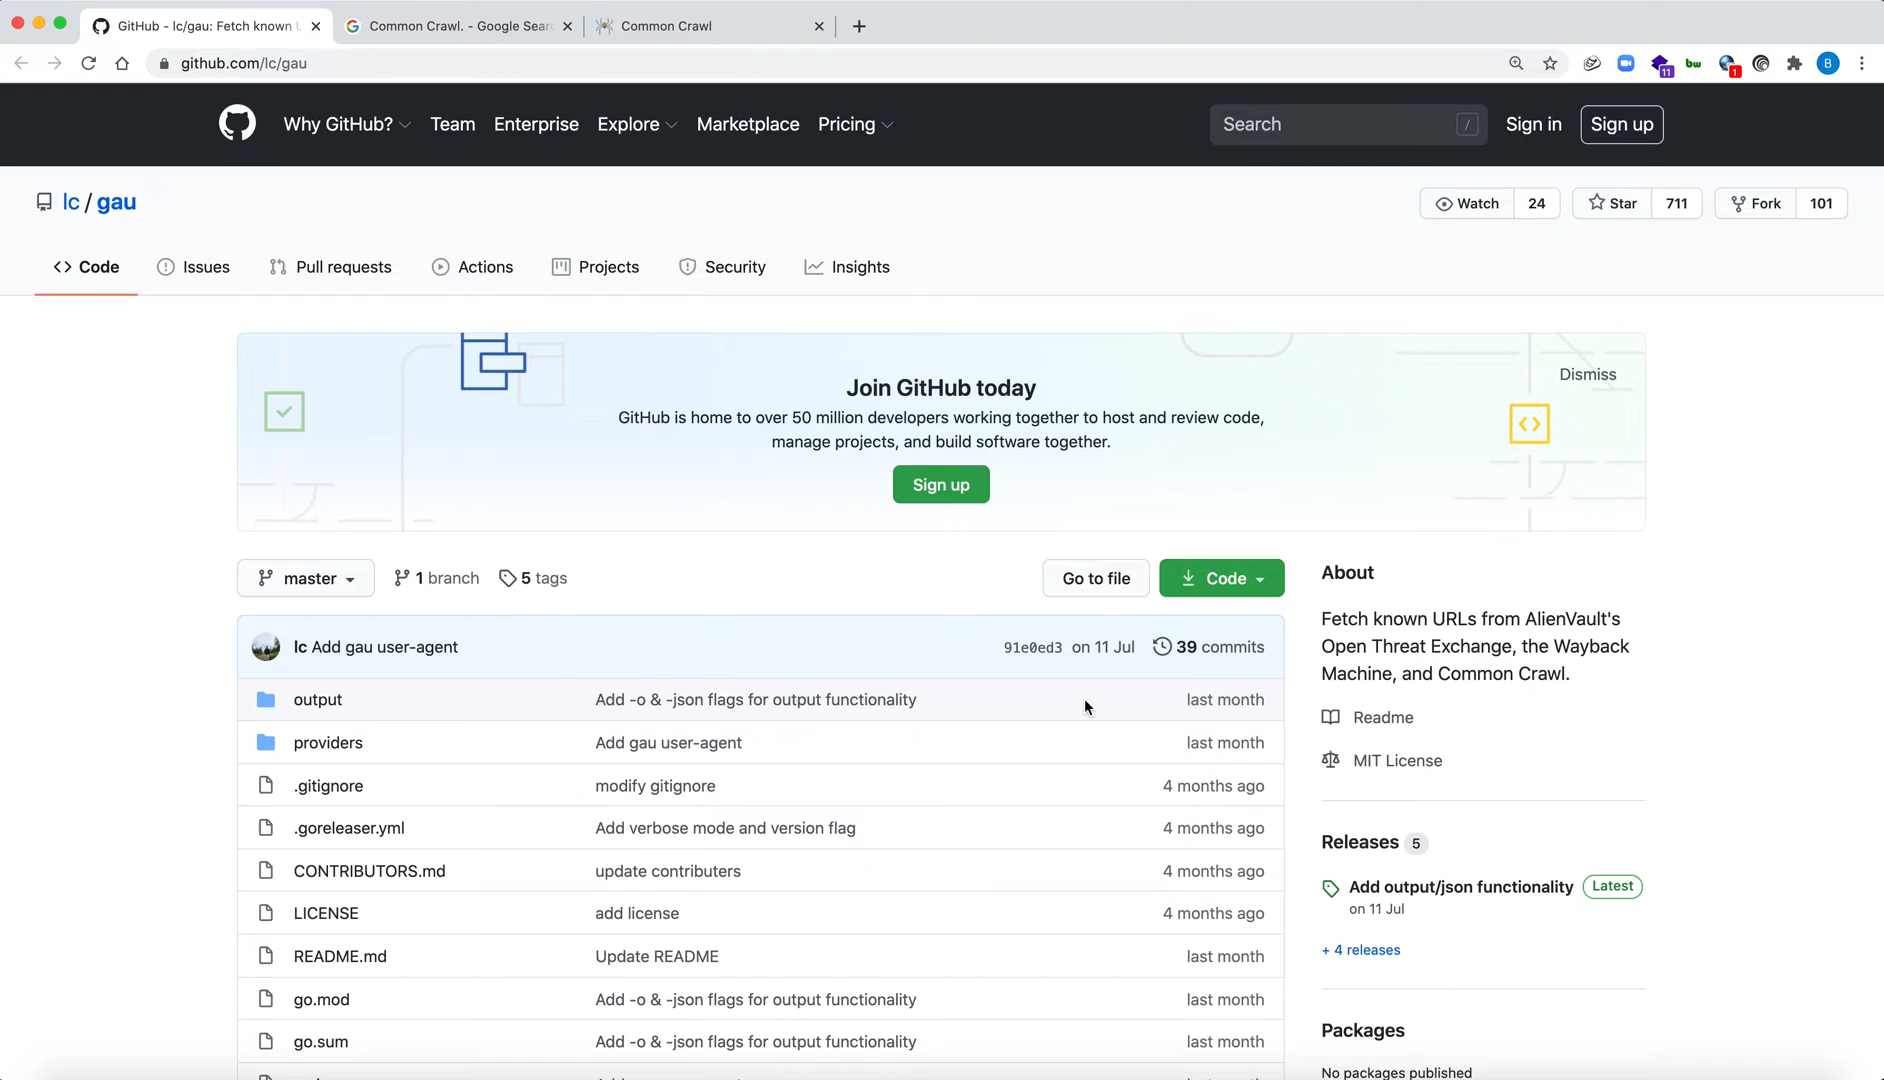 GitHub - lc/gau: Fetch known U
Common Crawl. - Google Sear
Common Crawl
github.com/lc/gau
11
bw
1
B
Why GitHub?
Team
Enterprise
Explore
Marketplace
Pricing
Search
/
Sign in
Sign up
lc / gau
Watch 24
Star 711
Fork 101
Code
Issues
Pull requests
Actions
Projects
Security
Insights
Join GitHub today
Dismiss
GitHub is home to over 50 million developers working together to host and review code,
manage projects, and build software together.
Sign up
master
1 branch
5 tags
Go to file
Code
lc Add gau user-agent
91e0ed3 on 11 Jul
39 commits
output Add -o & -json flags for output functionality last month
providers Add gau user-agent last month
.gitignore modify gitignore 4 months ago
.goreleaser.yml Add verbose mode and version flag 4 months ago
CONTRIBUTORS.md update contributers 4 months ago
LICENSE add license 4 months ago
README.md Update README last month
go.mod Add -o & -json flags for output functionality last month
go.sum Add -o & -json flags for output functionality last month
About
Fetch known URLs from AlienVault's
Open Threat Exchange, the Wayback
Machine, and Common Crawl.
Readme
MIT License
Releases 5
Add output/json functionality Latest
on 11 Jul
+ 4 releases
Packages
No packages published